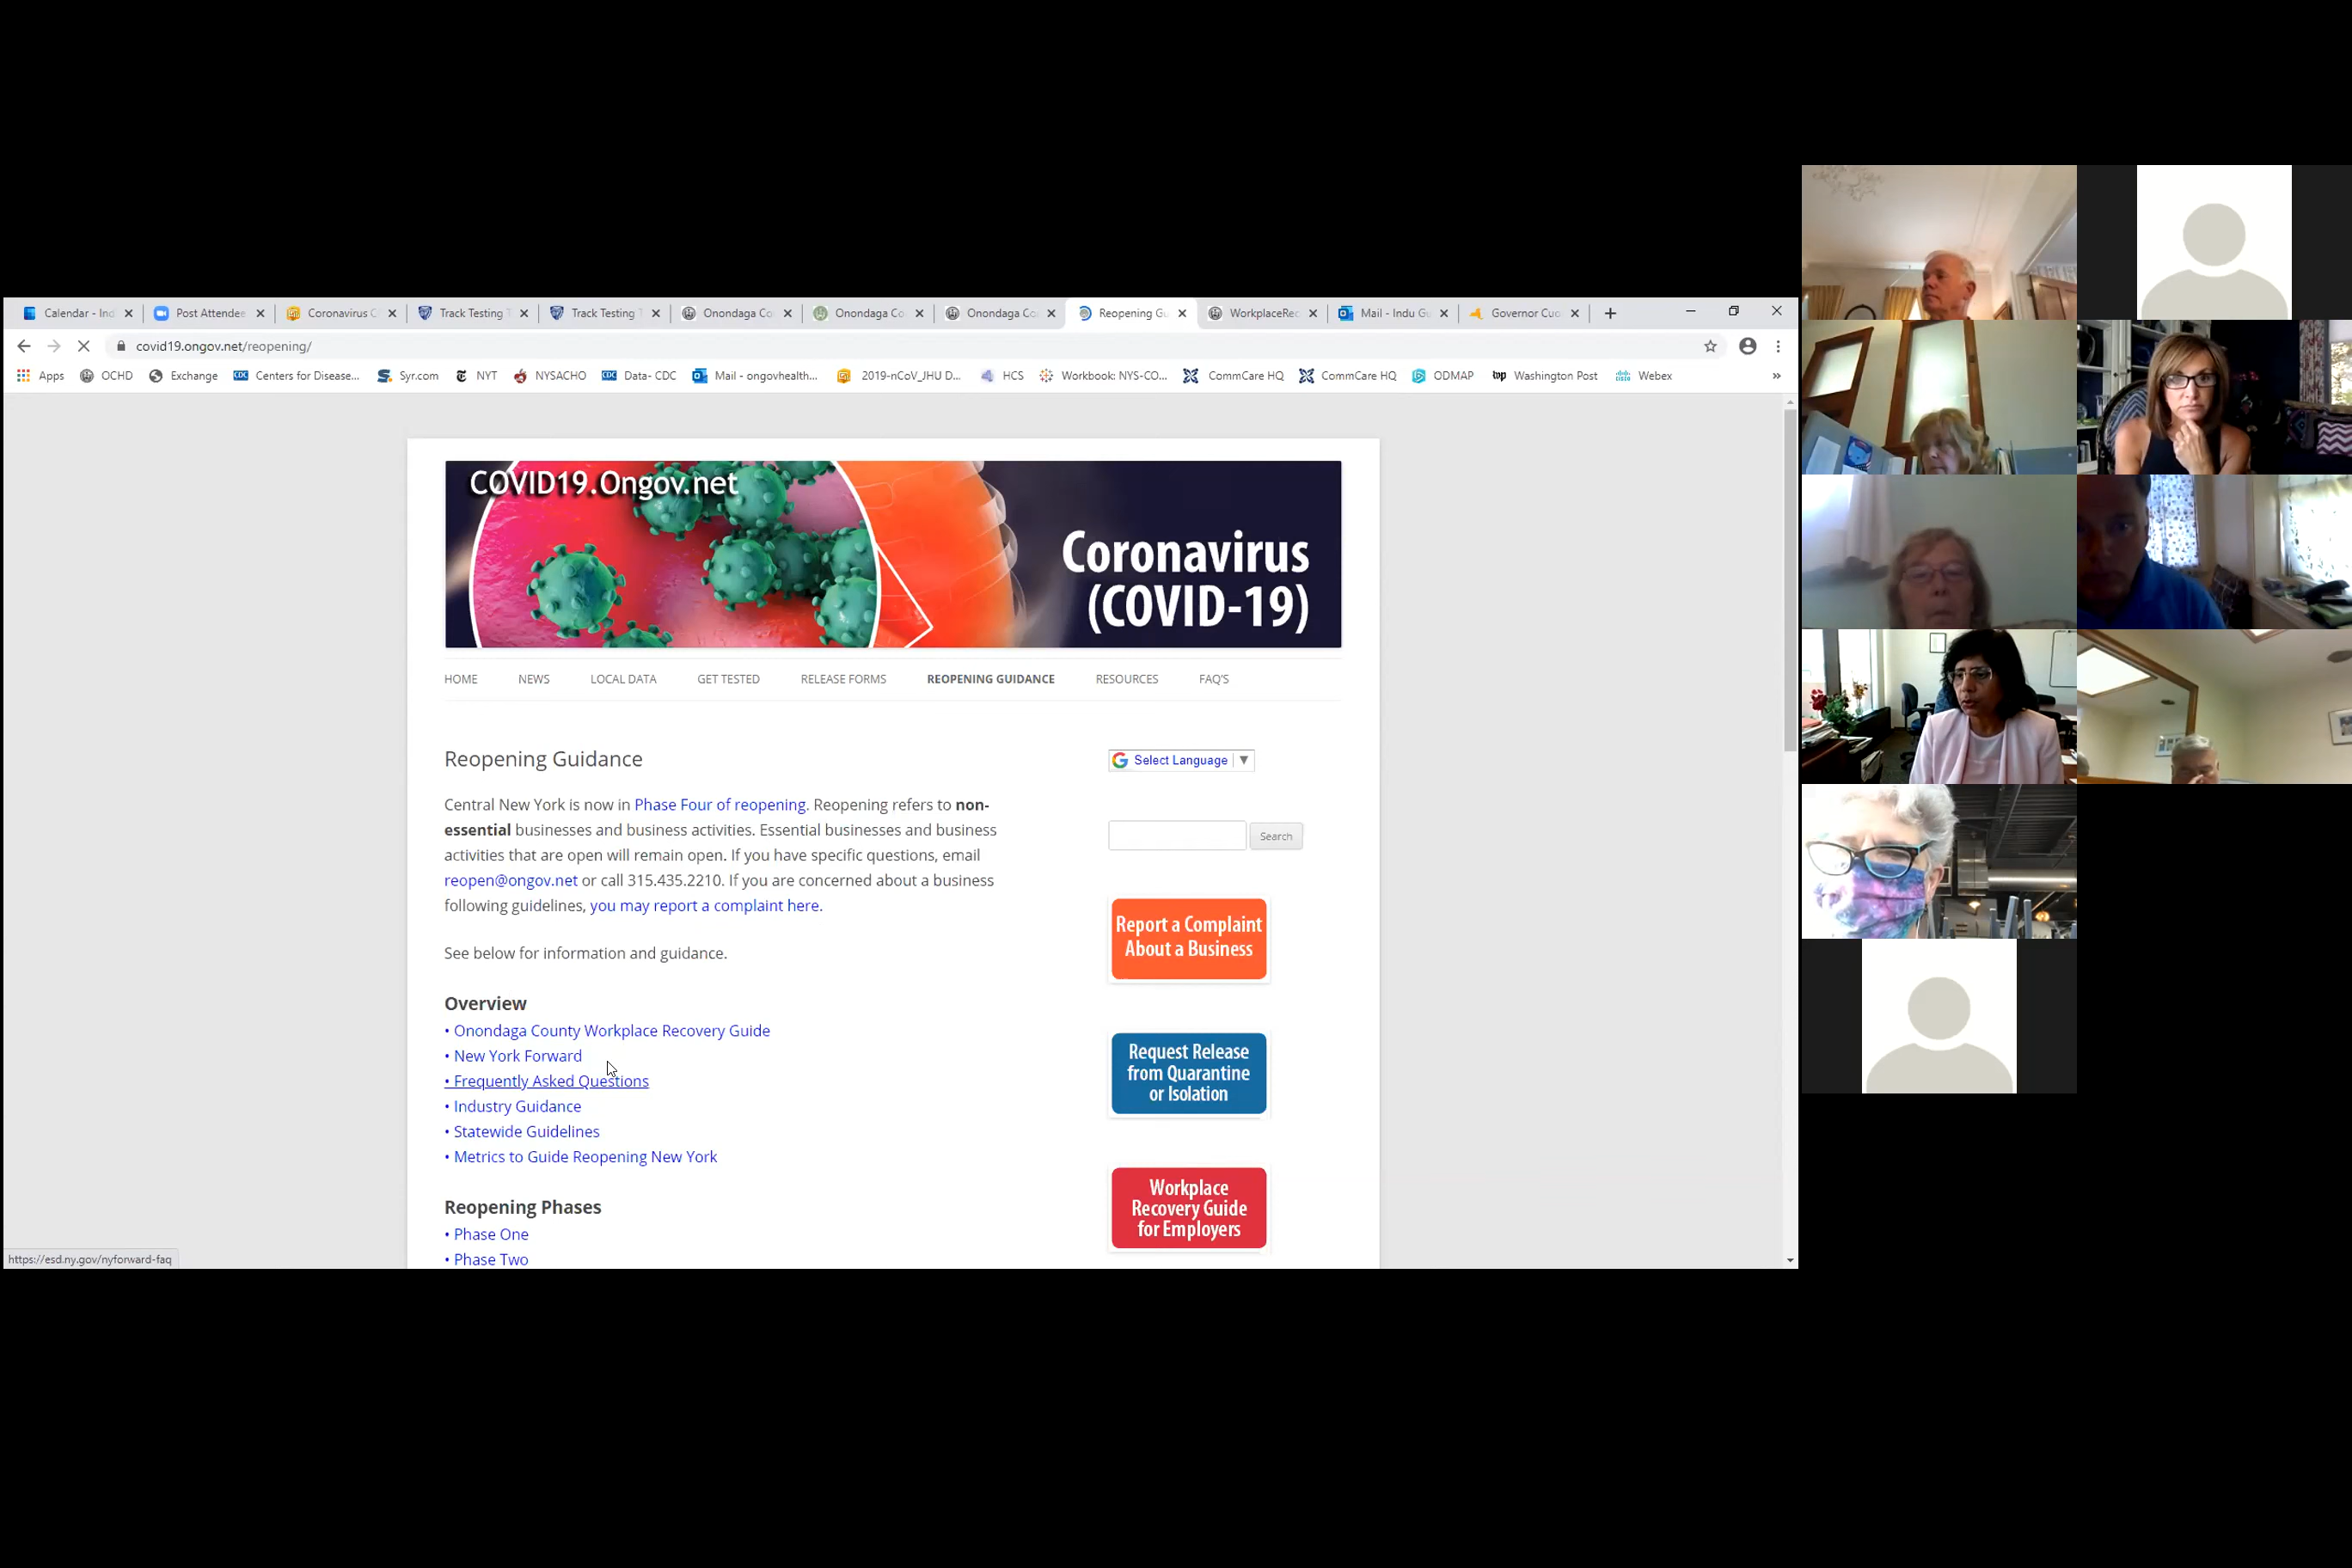 Calendar - Ind
Post Attendee
Coronavirus C
Track Testing T
Track Testing T
Onondaga Co
Onondaga Co
Onondaga Co
Reopening Gu
WorkplaceRec
Mail - Indu Gu
Governor Cuo
covid19.ongov.net/reopening/
Apps
OCHD
Exchange
CDC
Centers for Disease...
Syr.com
NYT
NYSACHO
CDC
Data- CDC
Mail - ongovhealth...
2019-nCoV_JHU D...
HCS
Workbook: NYS-CO...
CommCare HQ
CommCare HQ
ODMAP
wp
Washington Post
Webex
»
COVID19.Ongov.net
Coronavirus
(COVID-19)
HOME
NEWS
LOCAL DATA
GET TESTED
RELEASE FORMS
REOPENING GUIDANCE
RESOURCES
FAQ'S
Reopening Guidance
Central New York is now in Phase Four of reopening. Reopening refers to non-
essential businesses and business activities. Essential businesses and business
activities that are open will remain open. If you have specific questions, email
reopen@ongov.net or call 315.435.2210. If you are concerned about a business
following guidelines, you may report a complaint here.
See below for information and guidance.
Overview
• Onondaga County Workplace Recovery Guide
• New York Forward
• Frequently Asked Questions
• Industry Guidance
• Statewide Guidelines
• Metrics to Guide Reopening New York
Reopening Phases
• Phase One
• Phase Two
G Select Language ▼
Search
Report a Complaint
About a Business
Request Release
from Quarantine
or Isolation
Workplace
Recovery Guide
for Employers
https://esd.ny.gov/nyforward-faq